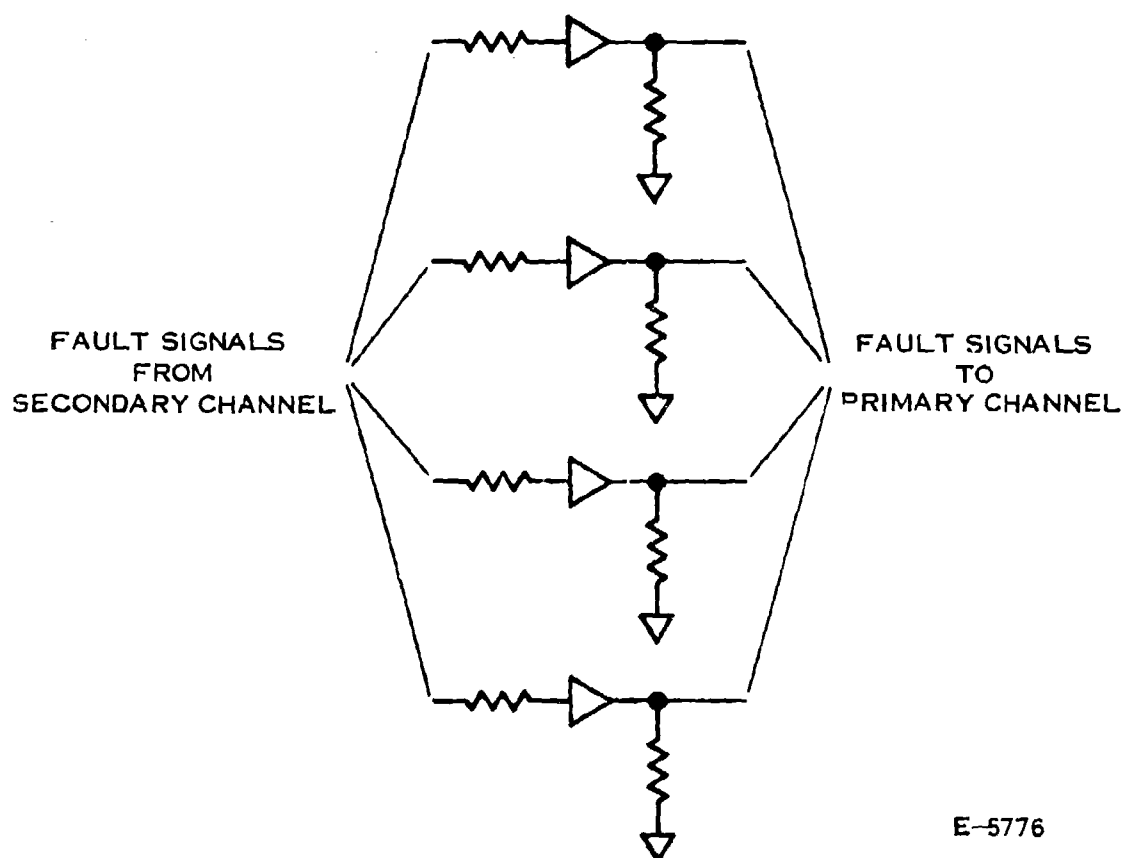 FAULT SIGNALS
FROM
SECONDARY CHANNEL
FAULT SIGNALS
TO
PRIMARY CHANNEL
E-5776